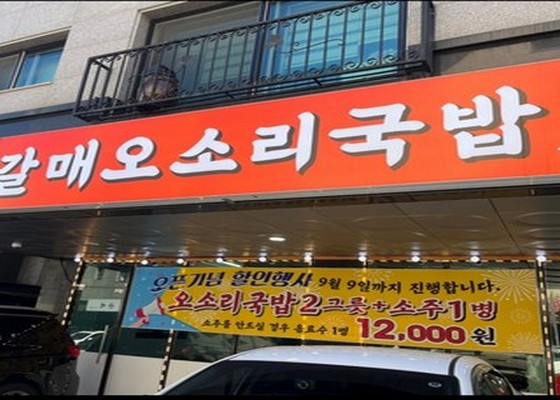 갈매오소리국밥
오픈기념 할인행사 9월 9일까지 진행합니다.
오소리국밥2그릇+소주1병
소주를 안드실 경우 음료수 1병 12,000원